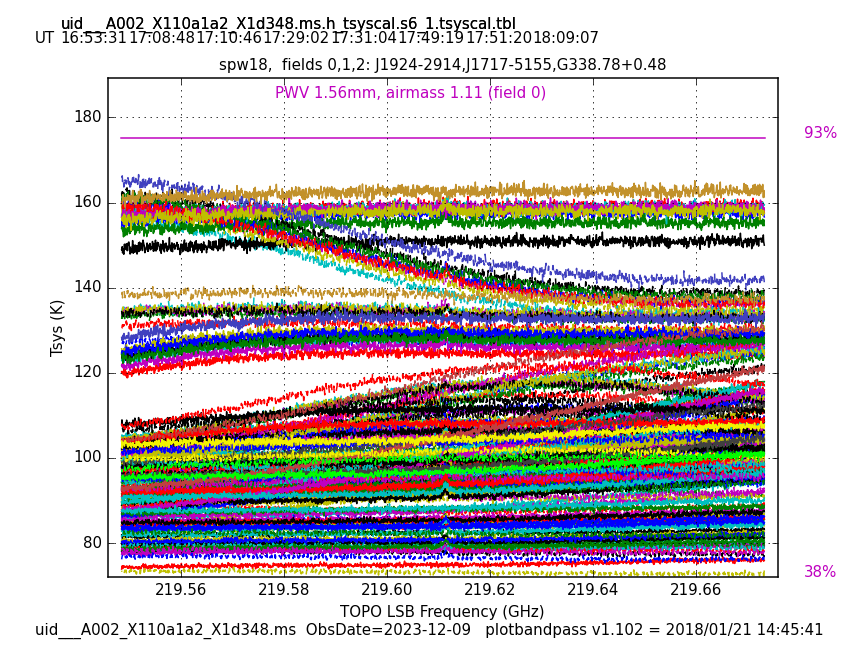 uid___A002_X110a1a2_X1d348.ms.h_tsyscal.s6_1.tsyscal.tbl
UT 16:53:31 17:08:48 17:10:46 17:29:02 17:31:04 17:49:19 17:51:20 18:09:07
spw18, fields 0,1,2: J1924-2914,J1717-5155,G338.78+0.48
PWV 1.56mm, airmass 1.11 (field 0)
180
93%
160
140
Tsys (K)
120
100
80
38%
219.56 219.58 219.60 219.62 219.64 219.66
TOPO LSB Frequency (GHz)
uid___A002_X110a1a2_X1d348.ms ObsDate=2023-12-09 plotbandpass v1.102 = 2018/01/21 14:45:41